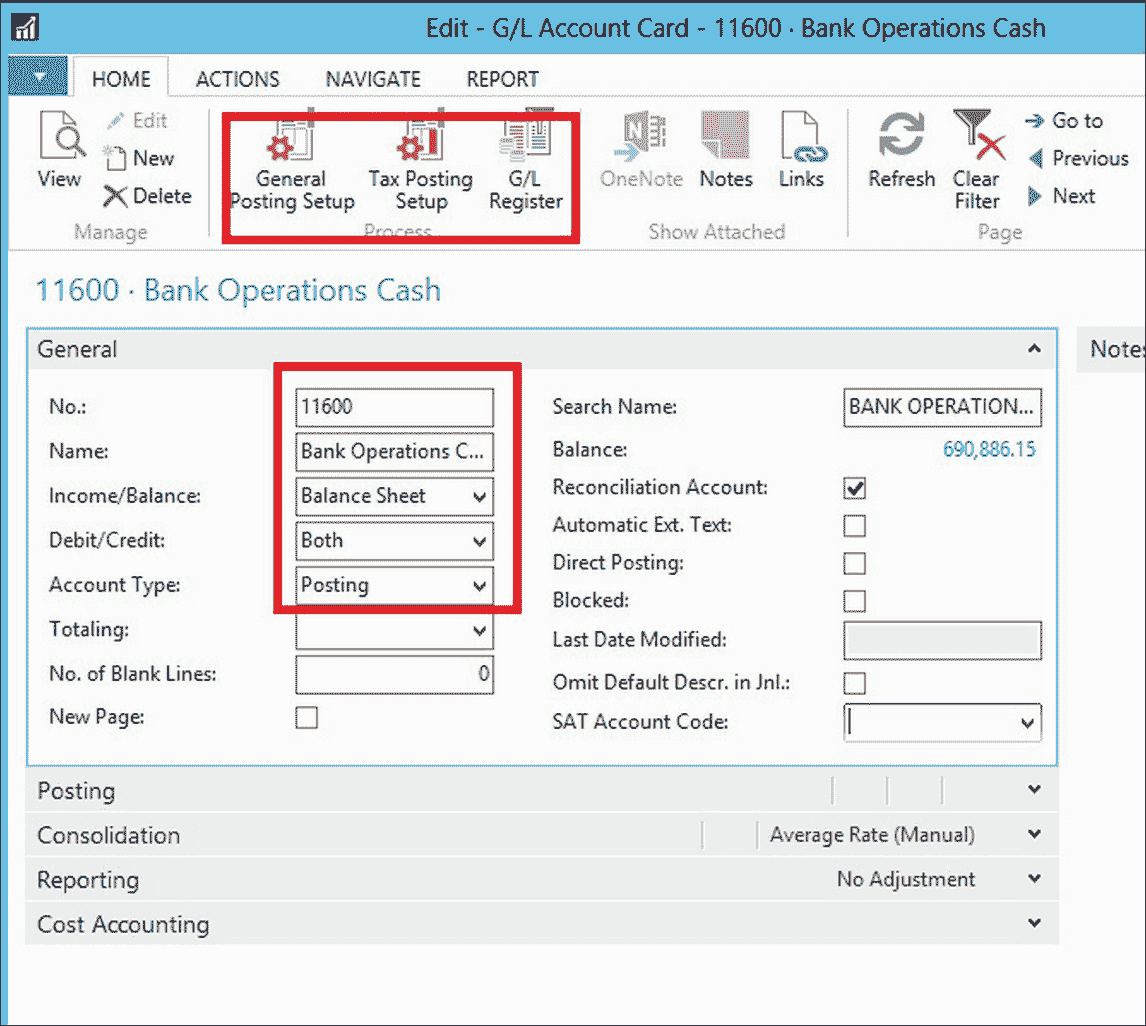 Edit - G/L Account Card - 11600 · Bank Operations Cash
HOME ACTIONS NAVIGATE REPORT
View
Edit
New
Delete
Manage
General Posting Setup
Tax Posting Setup
G/L Register
Process
OneNote
Notes
Links
Show Attached
Refresh
Clear Filter
Go to
Previous
Next
Page
11600 · Bank Operations Cash
General
Notes
No.: 11600
Name: Bank Operations C...
Income/Balance: Balance Sheet
Debit/Credit: Both
Account Type: Posting
Totaling:
No. of Blank Lines: 0
New Page:
Search Name: BANK OPERATION...
Balance: 690,886.15
Reconciliation Account:
Automatic Ext. Text:
Direct Posting:
Blocked:
Last Date Modified:
Omit Default Descr. in Jnl.:
SAT Account Code:
Posting
Consolidation Average Rate (Manual)
Reporting No Adjustment
Cost Accounting